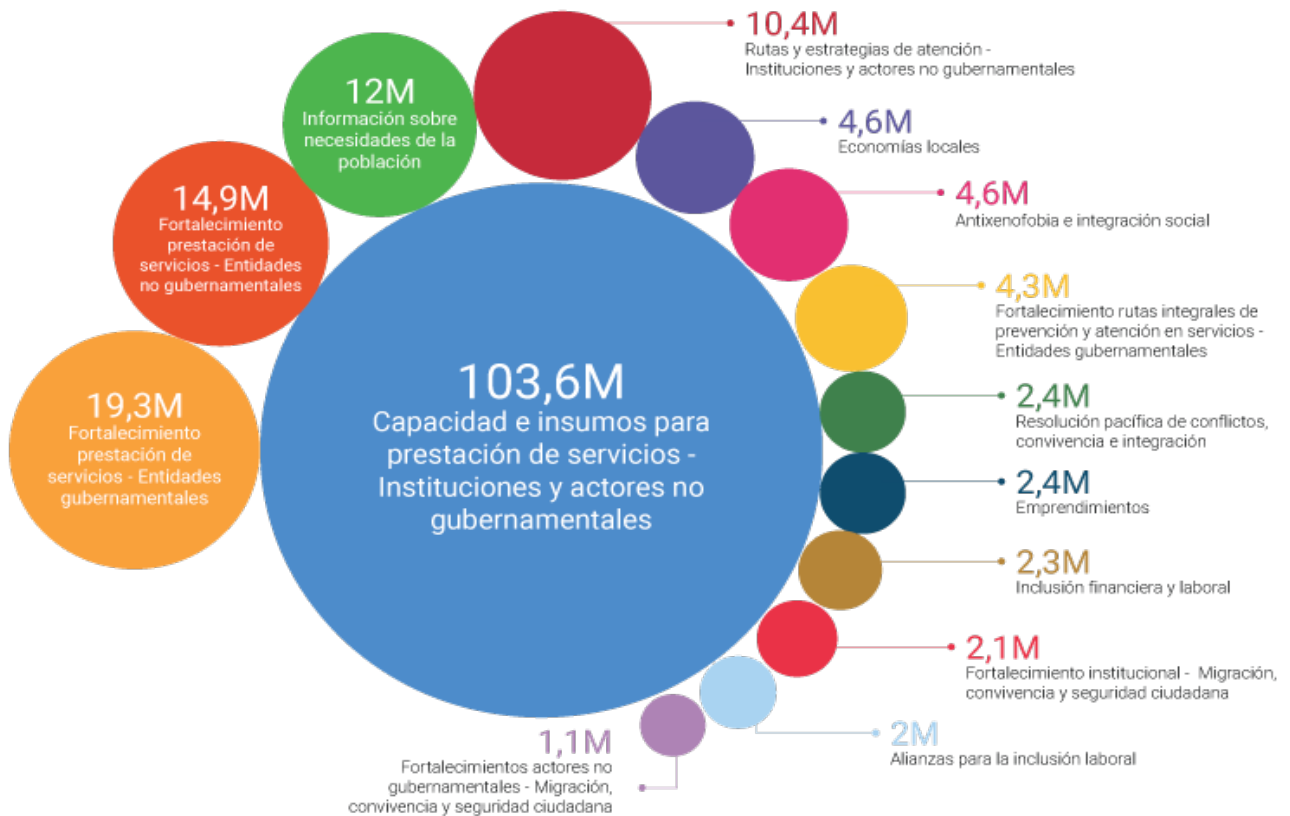 10,4M
Rutas y estrategias de atención -
Instituciones y actores no gubernamentales
12M
Información sobre
necesidades de la
población
4,6M
Economías locales
14,9M
Fortalecimiento
prestación de
servicios - Entidades
no gubernamentales
4,6M
Antixenofobia e integración social
4,3M
Fortalecimiento rutas integrales de
prevención y atención en servicios -
Entidades gubernamentales
103,6M
Capacidad e insumos para
prestación de servicios -
Instituciones y actores no
gubernamentales
19,3M
Fortalecimiento
prestación de
servicios - Entidades
gubernamentales
2,4M
Resolución pacífica de conflictos,
convivencia e integración
2,4M
Emprendimientos
2,3M
Inclusión financiera y laboral
2,1M
Fortalecimiento institucional - Migración,
convivencia y seguridad ciudadana
2M
Alianzas para la inclusión laboral
1,1M
Fortalecimientos actores no
gubernamentales - Migración,
convivencia y seguridad ciudadana